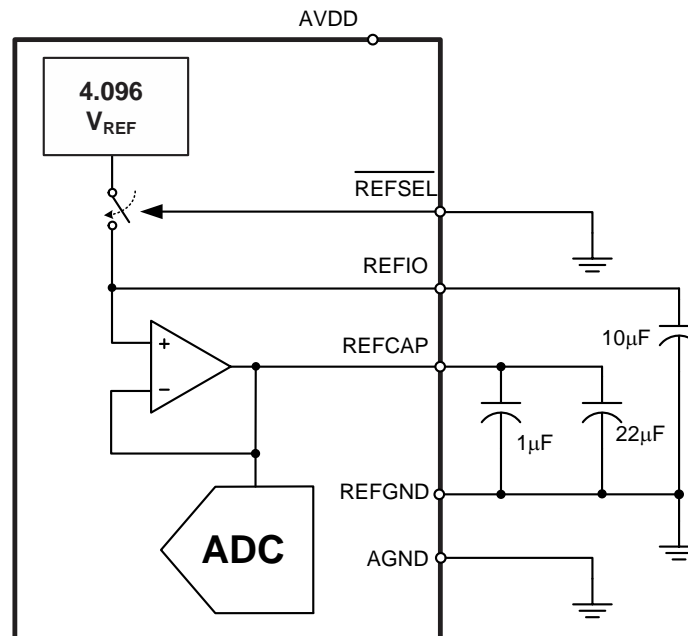 AVDD
4.096
VREF
REFSEL
REFIO
10μF
REFCAP
1μF
22μF
REFGND
ADC
AGND
+
−